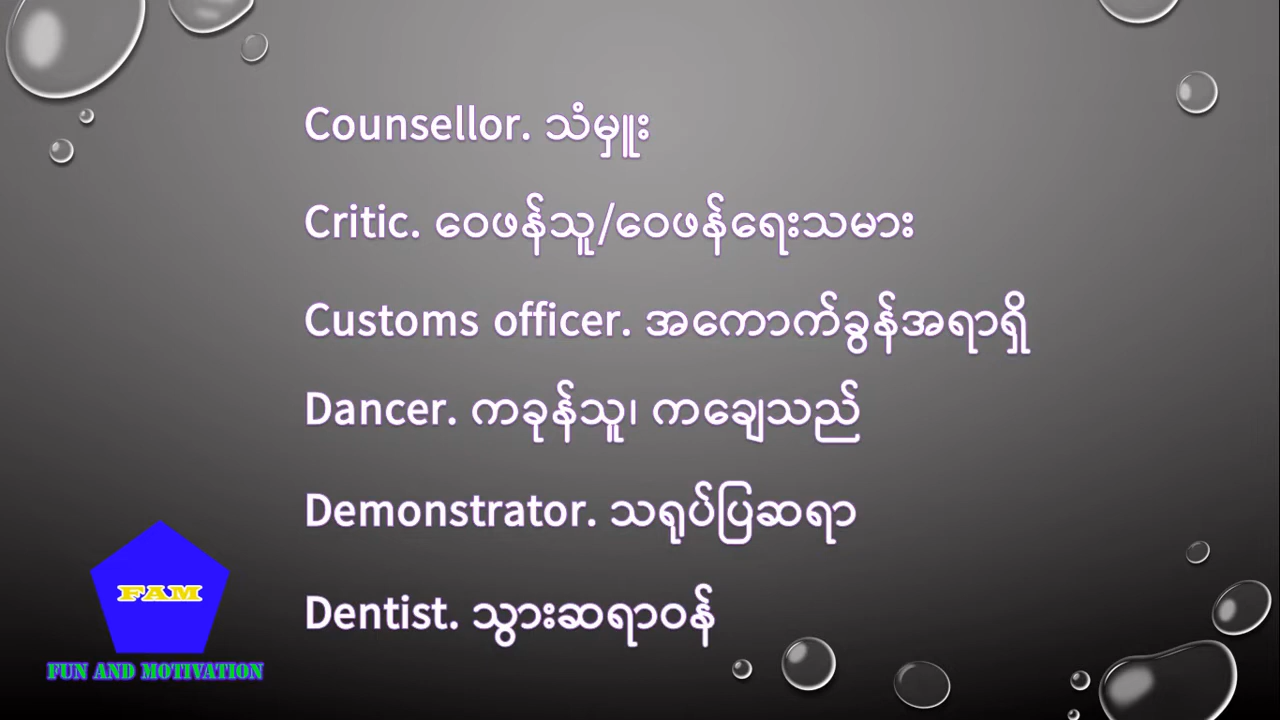 Counsellor. သံမှူး
Critic. ဝေဖန်သူ/ဝေဖန်ရေးသမား
Customs officer. အကောက်ခွန်အရာရှိ
Dancer. ကခုန်သူ၊ ကချေသည်
Demonstrator. သရုပ်ပြဆရာ
Dentist. သွားဆရာဝန်
FAM
FUN AND MOTIVATION